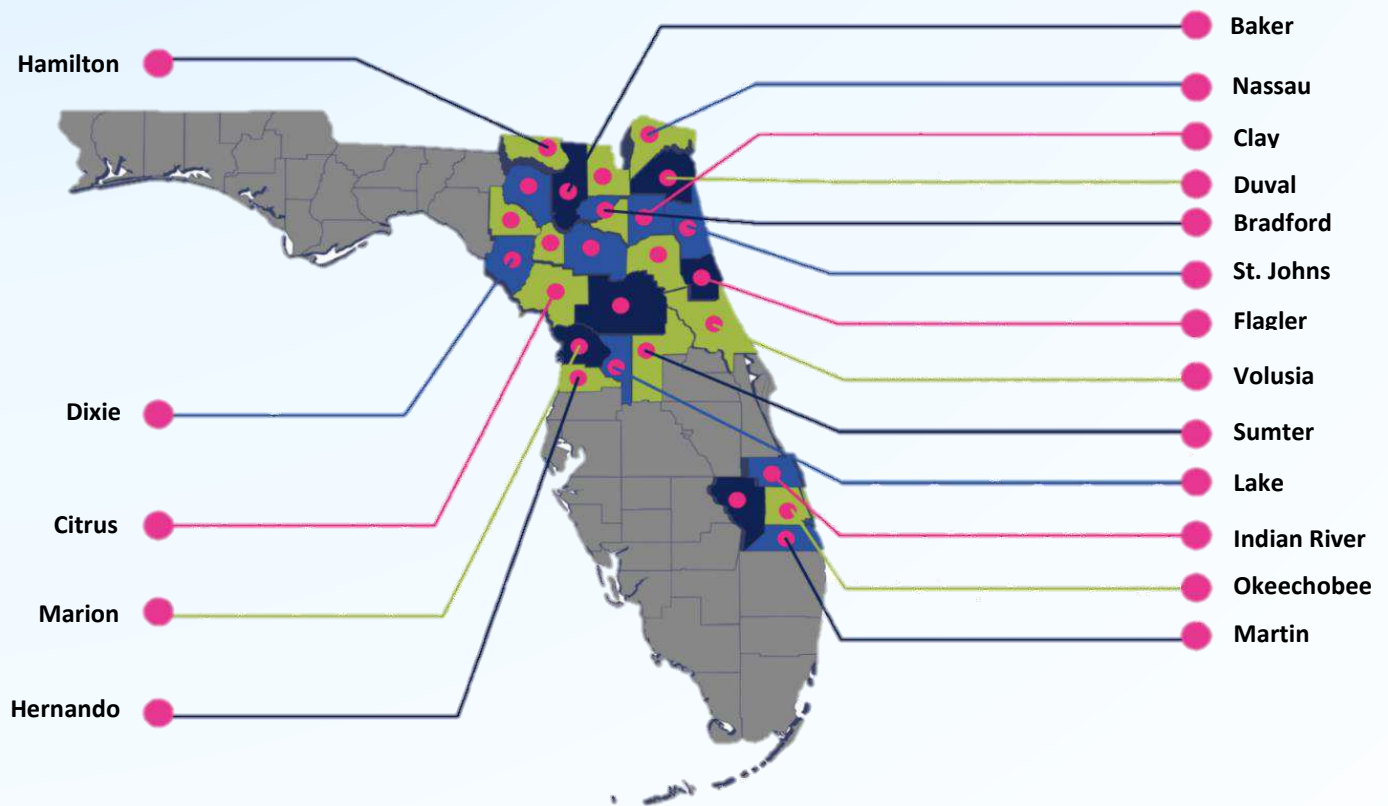 Hamilton
Dixie
Citrus
Marion
Hernando
Baker
Nassau
Clay
Duval
Bradford
St. Johns
Flagler
Volusia
Sumter
Lake
Indian River
Okeechobee
Martin